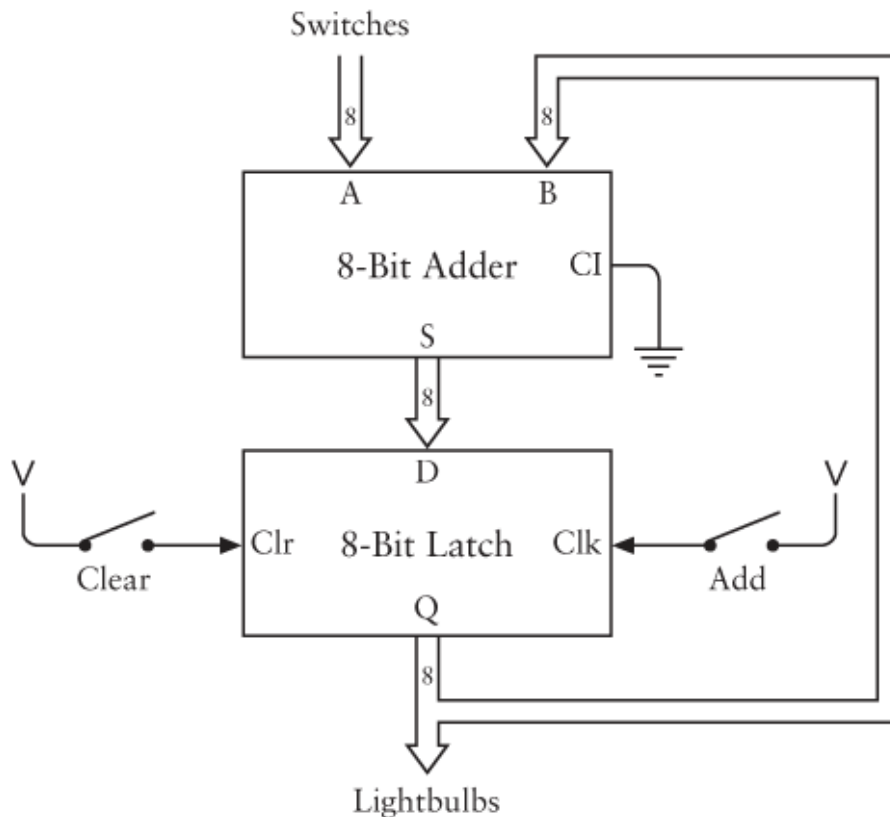 Switches
8 8
A B
8-Bit Adder CI
S
8
V D V
Clr 8-Bit Latch Clk
Clear Add
Q
8
Lightbulbs